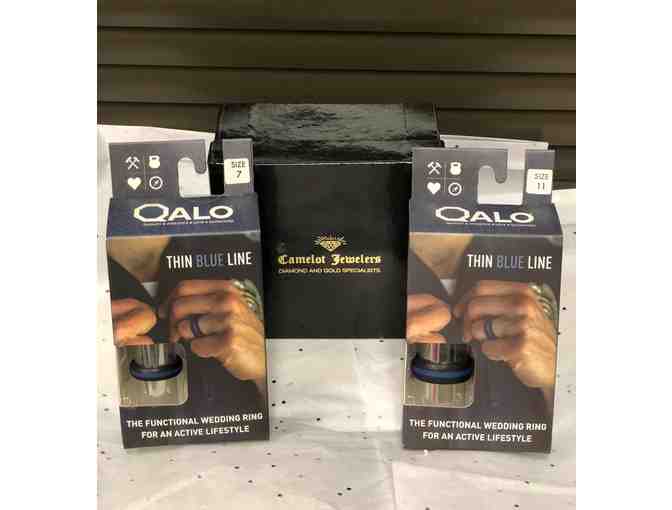 SIZE
7
QALO
THIN BLUE LINE
THE FUNCTIONAL WEDDING RING
FOR AN ACTIVE LIFESTYLE
Camelot Jewelers
DIAMOND AND GOLD SPECIALISTS
SIZE
11
QALO
THIN BLUE LINE
THE FUNCTIONAL WEDDING RING
FOR AN ACTIVE LIFESTYLE